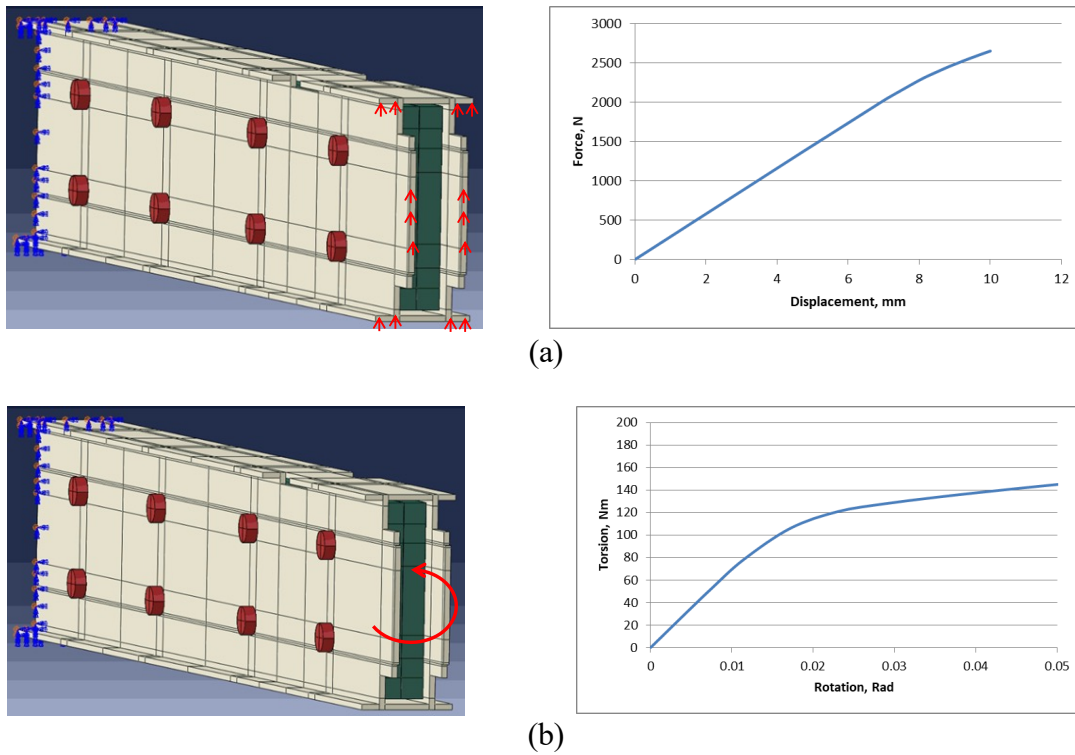 3000
2500
2000
1500
1000
500
0
Force, N
0 2 4 6 8 10 12
Displacement, mm
(a)
200
180
160
140
120
100
80
60
40
20
0
Torsion, Nm
0 0.01 0.02 0.03 0.04 0.05
Rotation, Rad
(b)